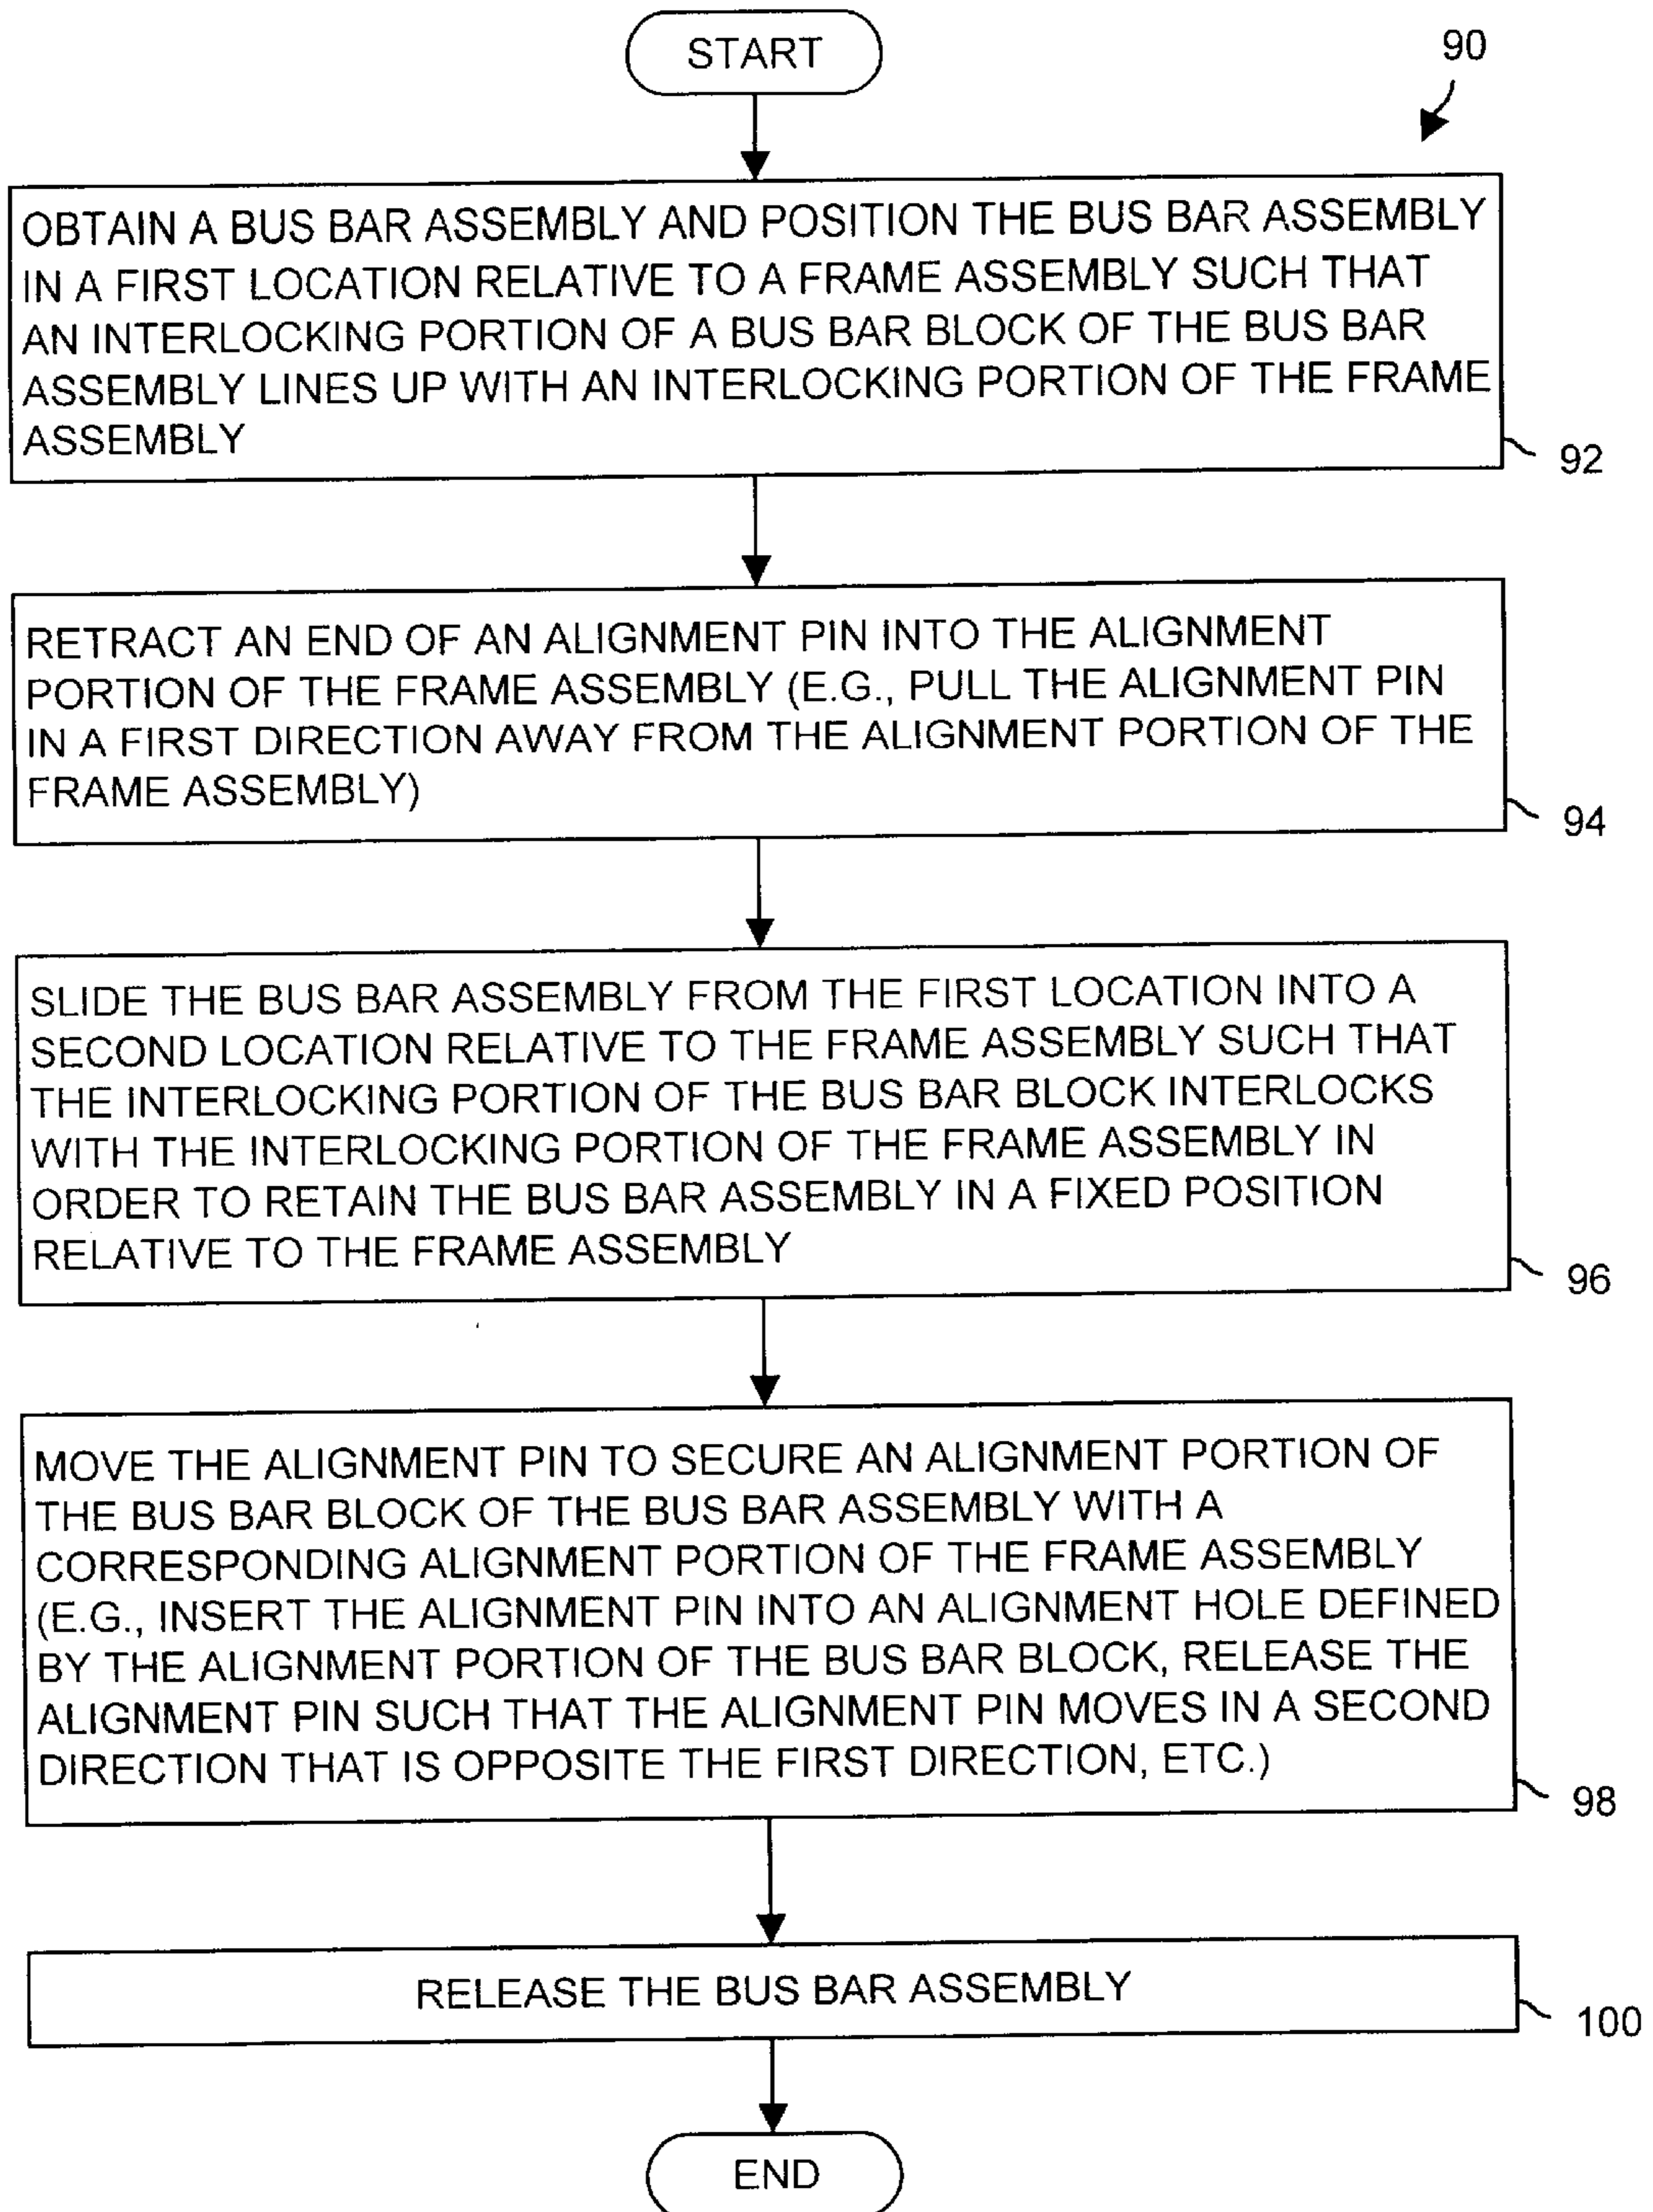 START
90
OBTAIN A BUS BAR ASSEMBLY AND POSITION THE BUS BAR ASSEMBLY
IN A FIRST LOCATION RELATIVE TO A FRAME ASSEMBLY SUCH THAT
AN INTERLOCKING PORTION OF A BUS BAR BLOCK OF THE BUS BAR
ASSEMBLY LINES UP WITH AN INTERLOCKING PORTION OF THE FRAME
ASSEMBLY
92
RETRACT AN END OF AN ALIGNMENT PIN INTO THE ALIGNMENT
PORTION OF THE FRAME ASSEMBLY (E.G., PULL THE ALIGNMENT PIN
IN A FIRST DIRECTION AWAY FROM THE ALIGNMENT PORTION OF THE
FRAME ASSEMBLY)
94
SLIDE THE BUS BAR ASSEMBLY FROM THE FIRST LOCATION INTO A
SECOND LOCATION RELATIVE TO THE FRAME ASSEMBLY SUCH THAT
THE INTERLOCKING PORTION OF THE BUS BAR BLOCK INTERLOCKS
WITH THE INTERLOCKING PORTION OF THE FRAME ASSEMBLY IN
ORDER TO RETAIN THE BUS BAR ASSEMBLY IN A FIXED POSITION
RELATIVE TO THE FRAME ASSEMBLY
96
MOVE THE ALIGNMENT PIN TO SECURE AN ALIGNMENT PORTION OF
THE BUS BAR BLOCK OF THE BUS BAR ASSEMBLY WITH A
CORRESPONDING ALIGNMENT PORTION OF THE FRAME ASSEMBLY
(E.G., INSERT THE ALIGNMENT PIN INTO AN ALIGNMENT HOLE DEFINED
BY THE ALIGNMENT PORTION OF THE BUS BAR BLOCK, RELEASE THE
ALIGNMENT PIN SUCH THAT THE ALIGNMENT PIN MOVES IN A SECOND
DIRECTION THAT IS OPPOSITE THE FIRST DIRECTION, ETC.)
98
RELEASE THE BUS BAR ASSEMBLY
100
END